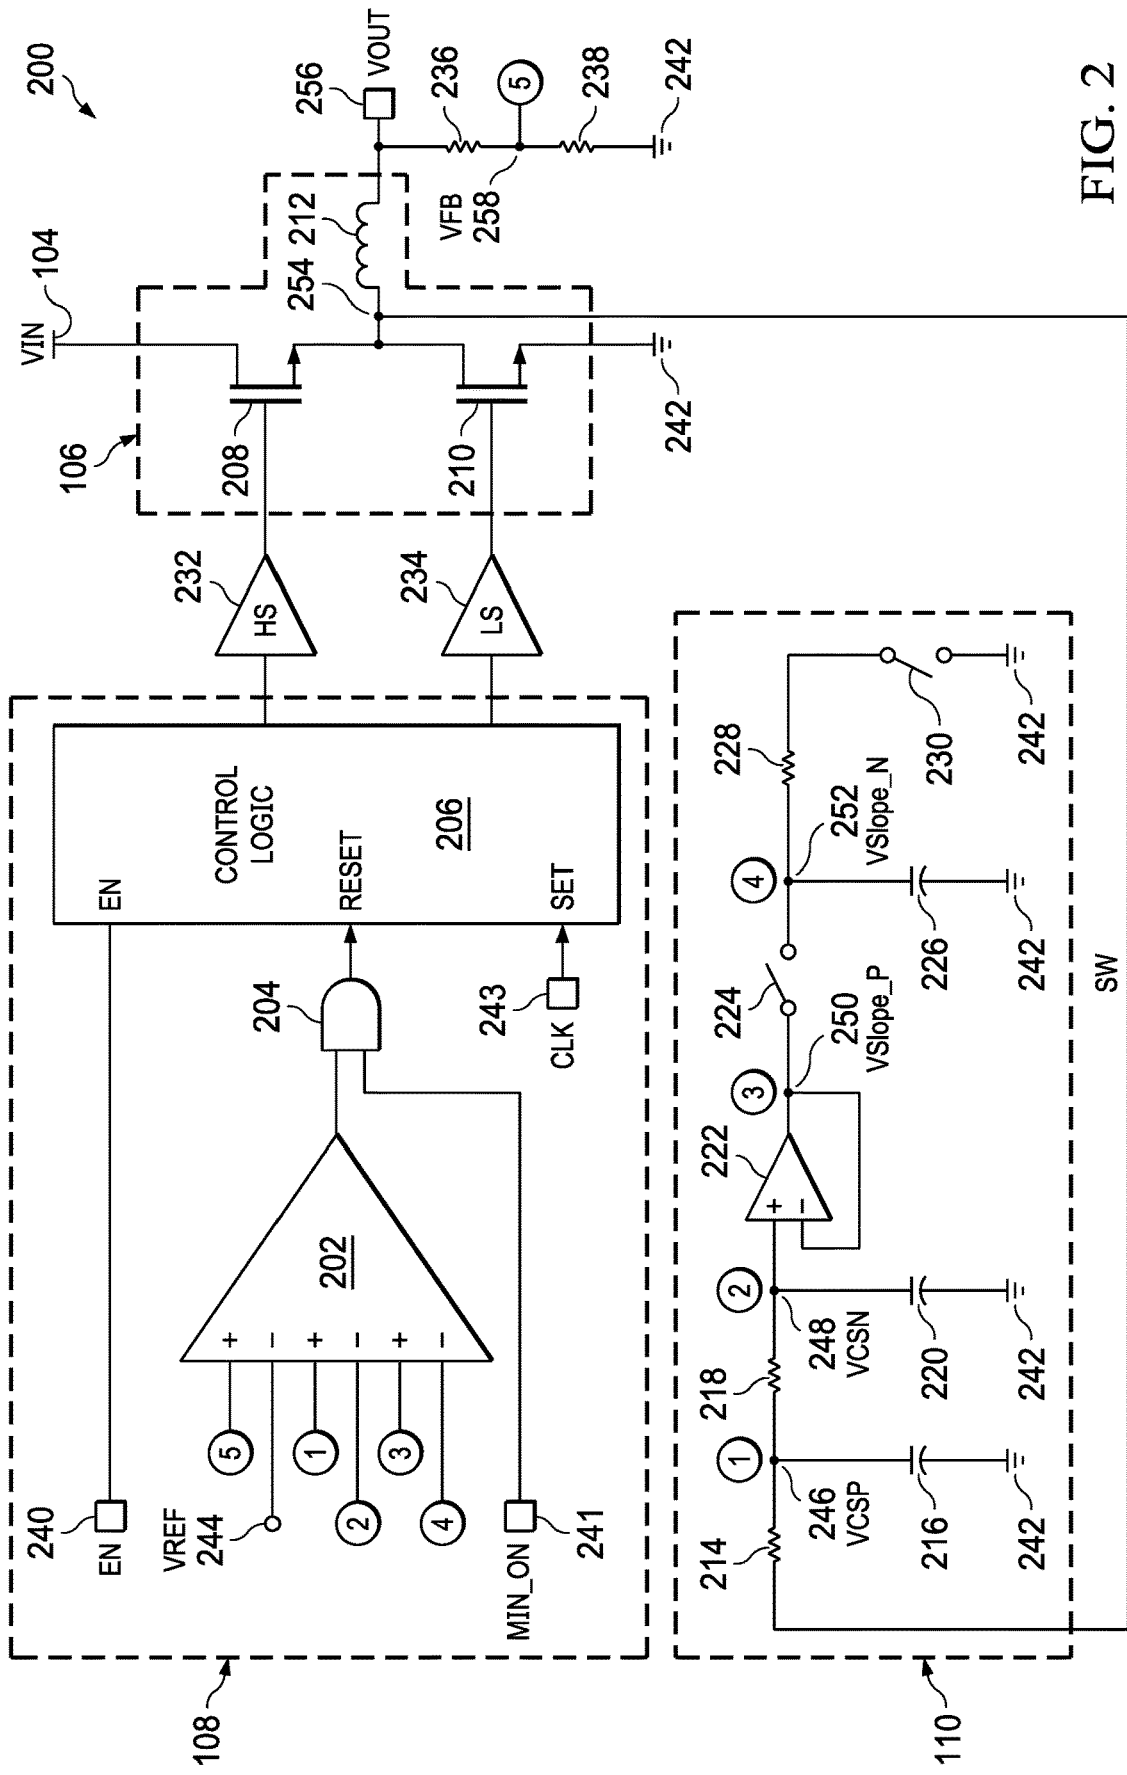 200
VIN
104
106
108
240
EN
EN
CONTROL
LOGIC
206
RESET
SET
204
202
+
−
+
−
+
−
5
VREF
244
1
2
3
4
MIN_ON
241
243
CLK
232
HS
234
LS
208
210
254
212
256
VOUT
236
VFB
258
5
238
242
242
110
214
1
246
VCSP
216
242
218
2
248
VCSN
220
242
222
+
−
3
250
VSlope_P
224
4
252
VSlope_N
226
242
228
230
242
SW
FIG. 2